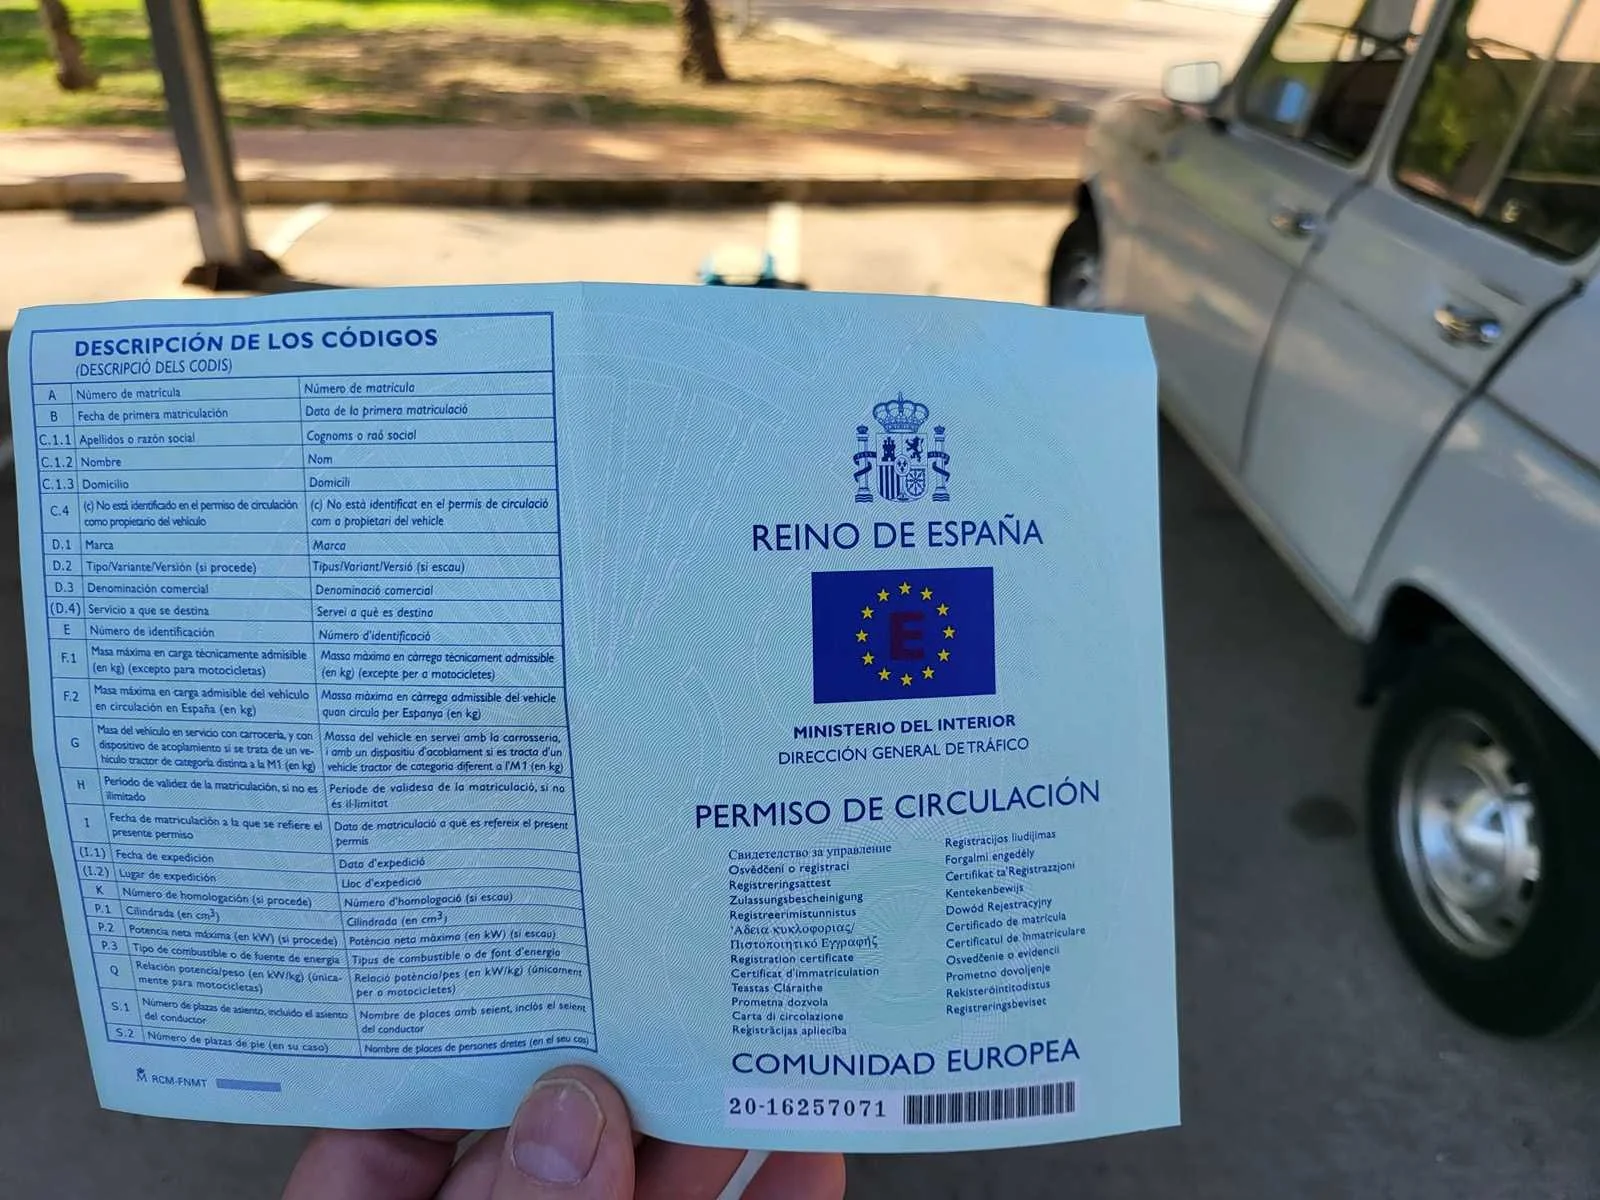 DESCRIPCIÓN DE LOS CÓDIGOS
(DESCRIPCIÓ DELS CODIS)
A Número de matrícula Número de matrícula
B Fecha de primera matriculación Data de la primera matriculació
C.1.1 Apellidos o razón social Cognoms o raó social
C.1.2 Nombre Nom
C.1.3 Domicilio Domicili
C.4 (c) No está identificado en el permiso de circulación (c) No està identificat en el permís de circulació
como propietario del vehículo com a propietari del vehicle
D.1 Marca Marca
D.2 Tipo/Variante/Versión (si procede) Tipus/Variant/Versió (si escau)
D.3 Denominación comercial Denominació comercial
(D.4) Servicio a que se destina Servei a què es destina
E Número de identificación Número d'identificació
F.1 Masa máxima en carga técnicamente admisible Massa màxima en càrrega tècnicament admissible
(en kg) (excepto para motocicletas) (en kg) (excepte per a motocicletes)
F.2 Masa máxima en carga admisible del vehículo Massa màxima en càrrega admissible del vehicle
en circulación en España (en kg) quan circula per Espanya (en kg)
G Masa del vehículo en servicio con carrocería, y con Massa del vehicle en servei amb la carrosseria,
dispositivo de acoplamiento si se trata de un ve- i amb un dispositiu d'acoblament si es tracta d'un
hículo tractor de categoría distinta a la M1 (en kg) vehicle tractor de categoria diferent a l'M1 (en kg)
H Período de validez de la matriculación, si no es Període de validesa de la matriculació, si no
ilimitado és il·limitat
I Fecha de matriculación a la que se refiere el Data de matriculació a què es refereix el present
presente permiso permís
(I.1) Fecha de expedición Data d'expedició
(I.2) Lugar de expedición Lloc d'expedició
K Número de homologación (si procede) Número d'homologació (si escau)
P.1 Cilindrada (en cm³) Cilindrada (en cm³)
P.2 Potencia neta máxima (en kW) (si procede) Potència neta màxima (en kW) (si escau)
P.3 Tipo de combustible o de fuente de energía Tipus de combustible o de font d'energia
Q Relación potencia/peso (en kW/kg) (única- Relació potència/pes (en kW/kg) (únicament
mente para motocicletas) per a motocicletes)
S.1 Número de plazas de asiento, incluido el asiento Nombre de places amb seient, inclòs el seient
del conductor del conductor
S.2 Número de plazas de pie (en su caso) Nombre de places de persones dretes (en el seu cas)
RCM-FNMT
REINO DE ESPAÑA
E
MINISTERIO DEL INTERIOR
DIRECCIÓN GENERAL DE TRÁFICO
PERMISO DE CIRCULACIÓN
Свидетелство за управление
Osvědčení o registraci
Registreringsattest
Zulassungsbescheinigung
Registreerimistunnistus
'Αδεια κυκλοφορίας/
Πιστοποιητικό Εγγραφής
Registration certificate
Certificat d'immatriculation
Teastas Cláraithe
Prometna dozvola
Carta di circolazione
Reģistrācijas apliecība
Registracijos liudijimas
Forgalmi engedély
Certifikat ta'Registrazzjoni
Kentekenbewijs
Dowód Rejestracyjny
Certificado de matrícula
Certificatul de înmatriculare
Osvedčenie o evidencii
Prometno dovoljenje
Rekisteröintitodistus
Registreringsbeviset
COMUNIDAD EUROPEA
20-16257071